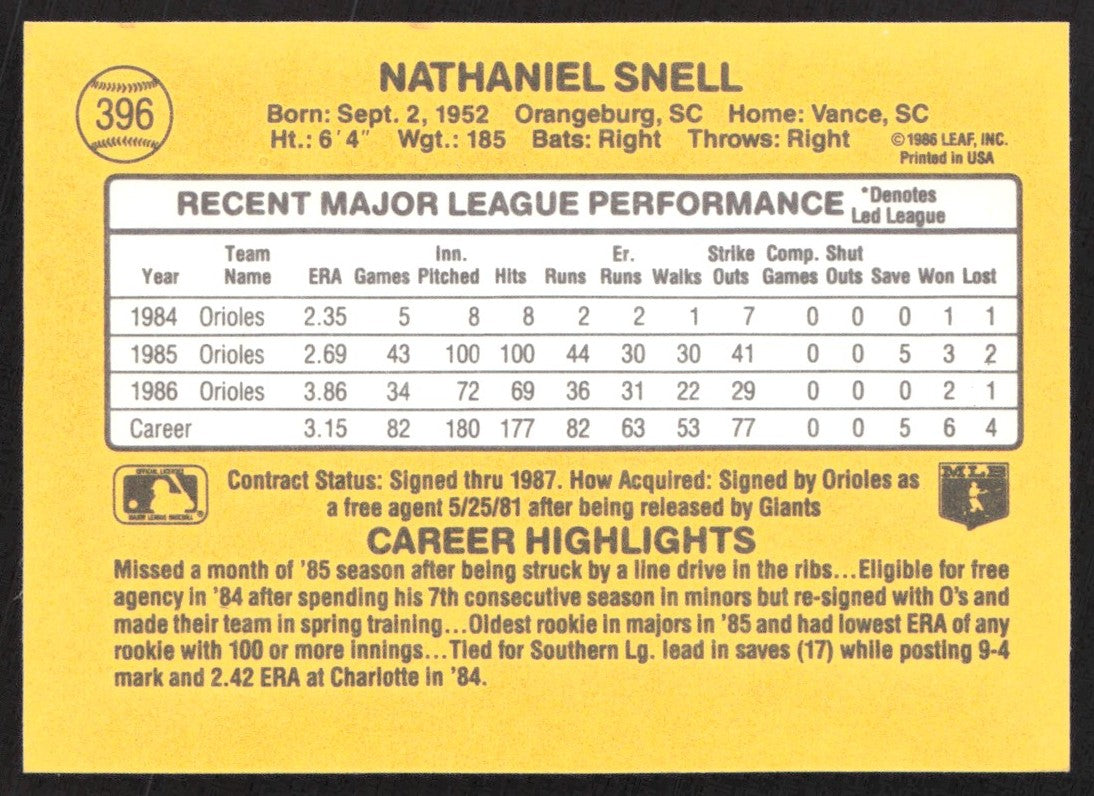 396
NATHANIEL SNELL
Born: Sept. 2, 1952 Orangeburg, SC Home: Vance, SC
Ht.: 6'4" Wgt.: 185 Bats: Right Throws: Right
©1986 LEAF, INC.
Printed in USA
RECENT MAJOR LEAGUE PERFORMANCE *Denotes
Led League
Team Inn. Er. Strike Comp. Shut
Year Name ERA Games Pitched Hits Runs Runs Walks Outs Games Outs Save Won Lost
1984 Orioles 2.35 5 8 8 2 2 1 7 0 0 0 1 1
1985 Orioles 2.69 43 100 100 44 30 30 41 0 0 5 3 2
1986 Orioles 3.86 34 72 69 36 31 22 29 0 0 0 2 1
Career 3.15 82 180 177 82 63 53 77 0 0 5 6 4
OFFICIAL LICENSEE
MAJOR LEAGUE BASEBALL
®
Contract Status: Signed thru 1987. How Acquired: Signed by Orioles as
a free agent 5/25/81 after being released by Giants
MLB
CAREER HIGHLIGHTS
Missed a month of '85 season after being struck by a line drive in the ribs...Eligible for free
agency in '84 after spending his 7th consecutive season in minors but re-signed with O's and
made their team in spring training...Oldest rookie in majors in '85 and had lowest ERA of any
rookie with 100 or more innings...Tied for Southern Lg. lead in saves (17) while posting 9-4
mark and 2.42 ERA at Charlotte in '84.